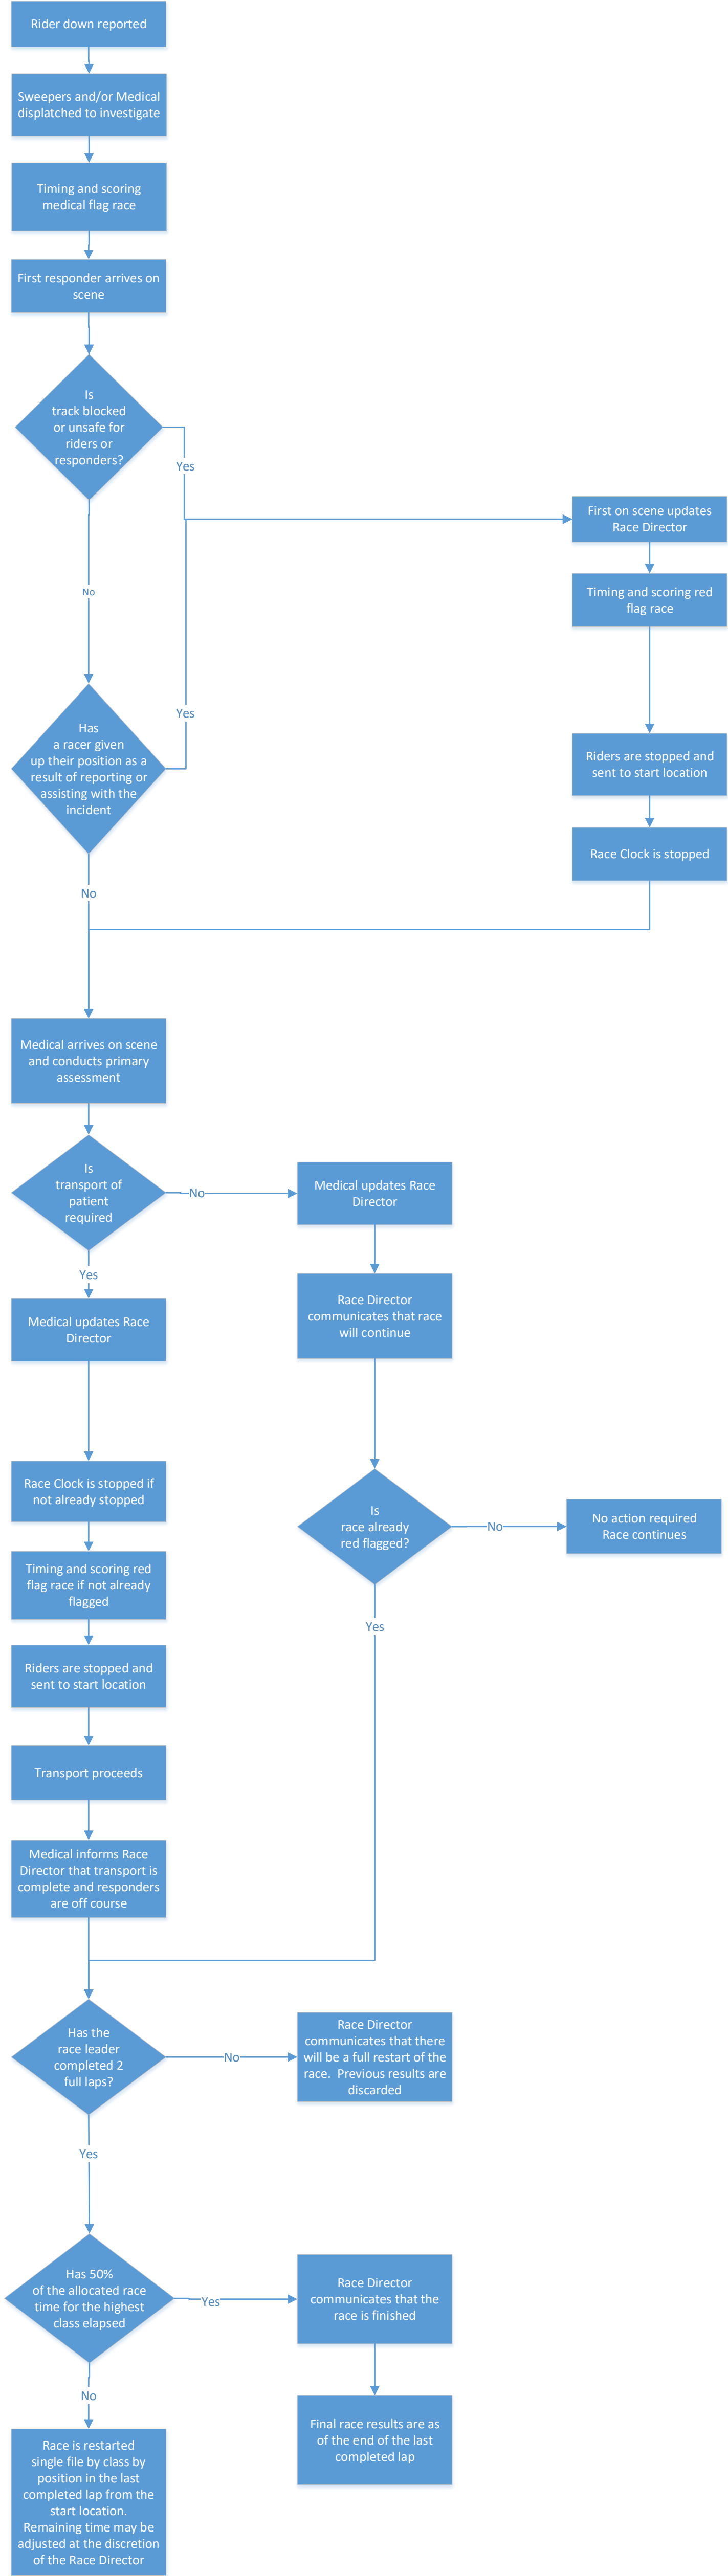 Rider down reported
Sweepers and/or Medical
displatched to investigate
Timing and scoring
medical flag race
First responder arrives on
scene
Is
track blocked
or unsafe for
riders or
responders?
Yes
First on scene updates
Race Director
Timing and scoring red
flag race
No
Yes
Has
a racer given
up their position as a
result of reporting or
assisting with the
incident
Riders are stopped and
sent to start location
Race Clock is stopped
No
Medical arrives on scene
and conducts primary
assessment
Is
transport of
patient
required
No
Medical updates Race
Director
Yes
Medical updates Race
Director
Race Director
communicates that race
will continue
Race Clock is stopped if
not already stopped
Is
race already
red flagged?
No
No action required
Race continues
Timing and scoring red
flag race if not already
flagged
Yes
Riders are stopped and
sent to start location
Transport proceeds
Medical informs Race
Director that transport is
complete and responders
are off course
Has the
race leader
completed 2
full laps?
No
Race Director
communicates that there
will be a full restart of the
race.  Previous results are
discarded
Yes
Has 50%
of the allocated race
time for the highest
class elapsed
Yes
Race Director
communicates that the
race is finished
No
Final race results are as
of the end of the last
completed lap
Race is restarted
single file by class by
position in the last
completed lap from the
start location.
Remaining time may be
adjusted at the discretion
of the Race Director